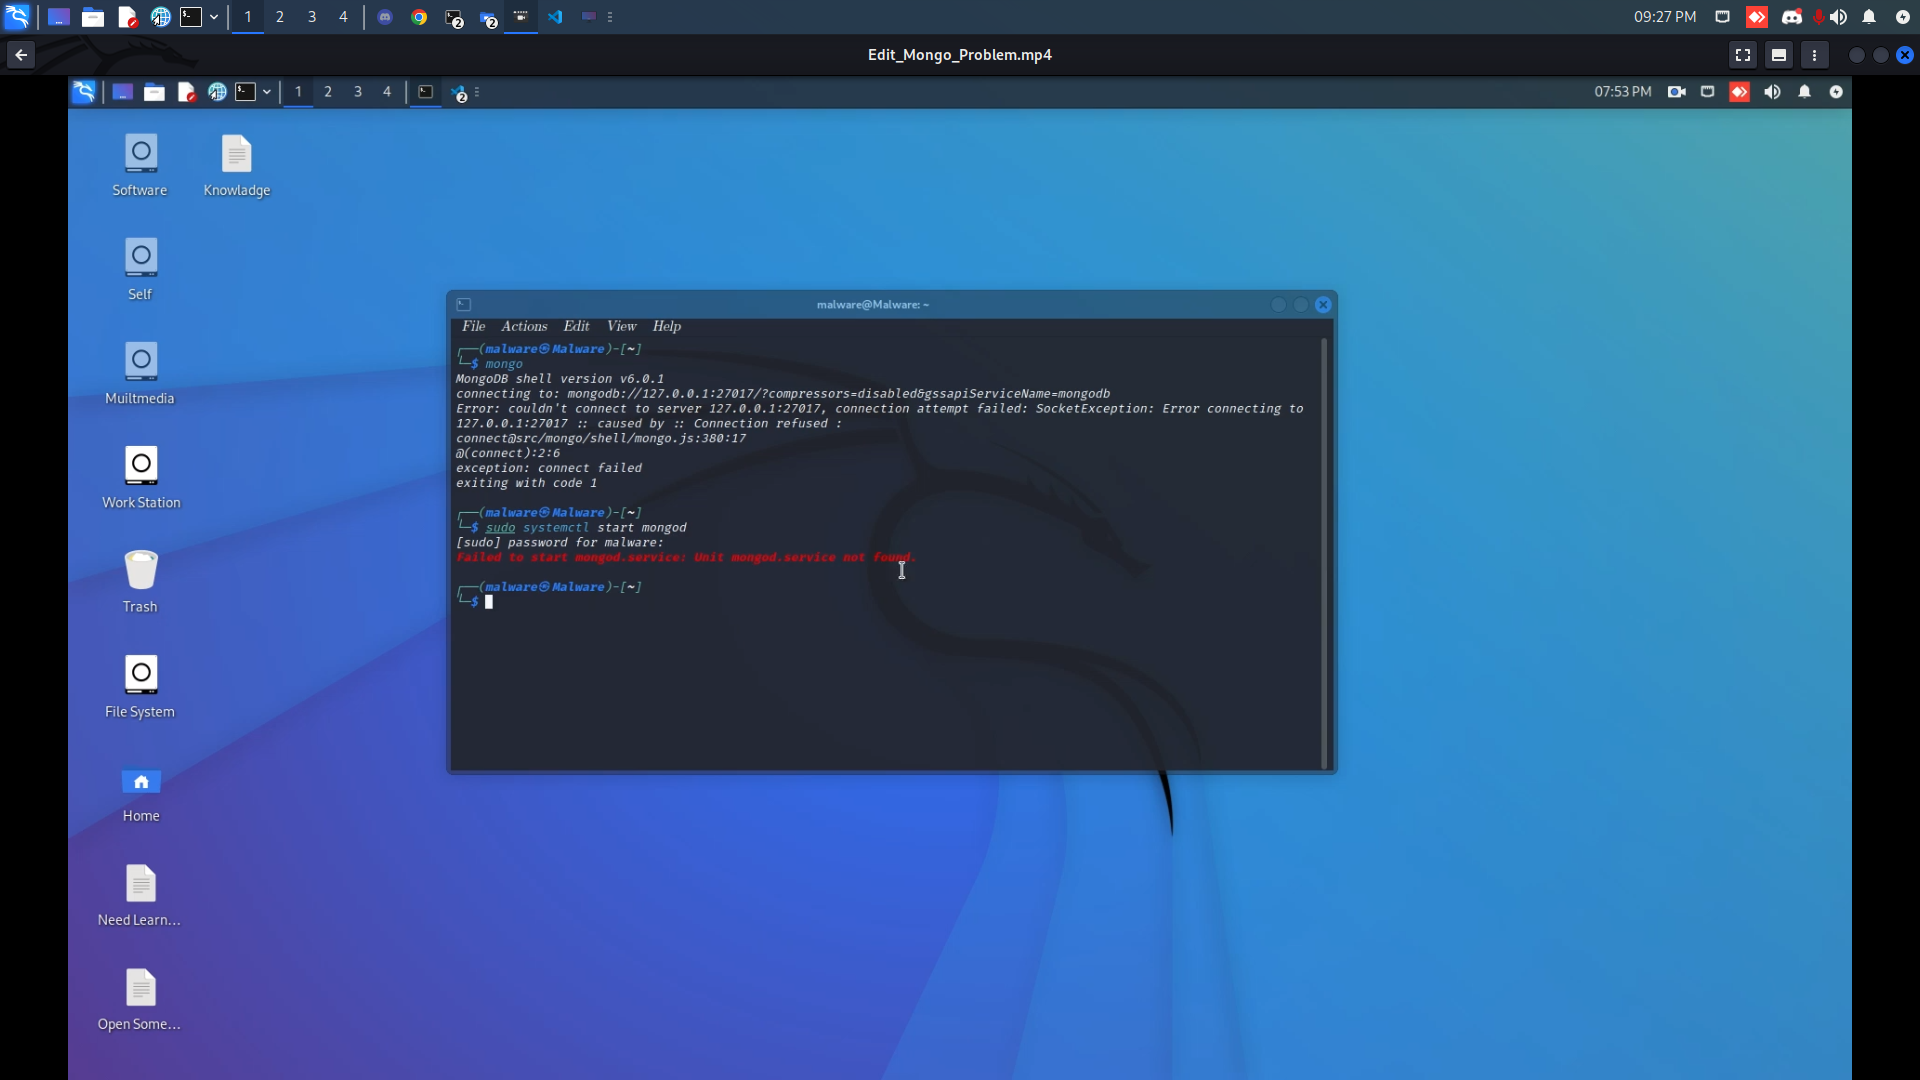 1 2 3 4
2
2
09:27 PM
Edit_Mongo_Problem.mp4
1 2 3 4
2
07:53 PM
Software
Knowladge
Self
Muiltmedia
Work Station
Trash
File System
Home
Need Learn...
Open Some...
malware@Malware: ~
File Actions Edit View Help
┌──(malware㉿Malware)-[~]
└─$ mongo
MongoDB shell version v6.0.1
connecting to: mongodb://127.0.0.1:27017/?compressors=disabled&gssapiServiceName=mongodb
Error: couldn't connect to server 127.0.0.1:27017, connection attempt failed: SocketException: Error connecting to
127.0.0.1:27017 :: caused by :: Connection refused :
connect@src/mongo/shell/mongo.js:380:17
@(connect):2:6
exception: connect failed
exiting with code 1
┌──(malware㉿Malware)-[~]
└─$ sudo systemctl start mongod
[sudo] password for malware:
Failed to start mongod.service: Unit mongod.service not found.
┌──(malware㉿Malware)-[~]
└─$